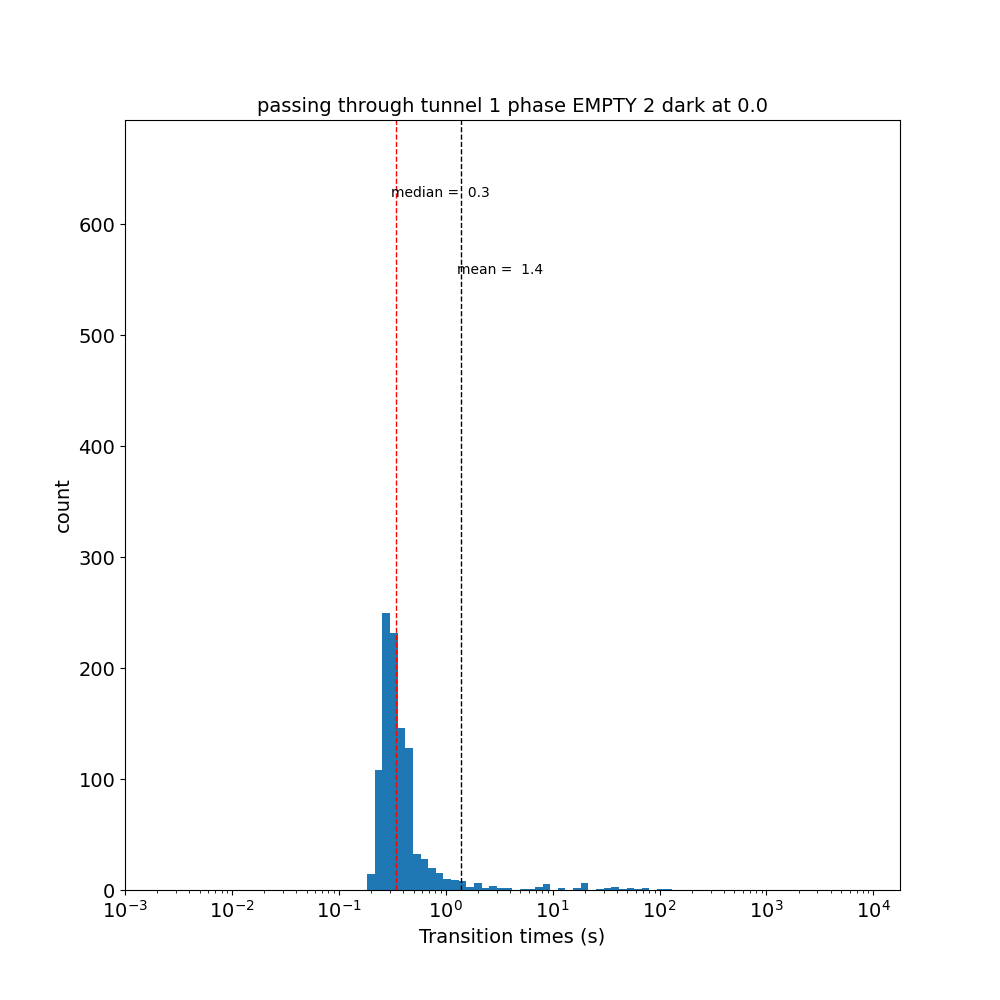 passing through tunnel 1 phase EMPTY 2 dark at 0.0
median =  0.3
mean =  1.4
600
500
400
300
200
100
0
count
10⁻³ 10⁻² 10⁻¹ 10⁰ 10¹ 10² 10³ 10⁴
Transition times (s)